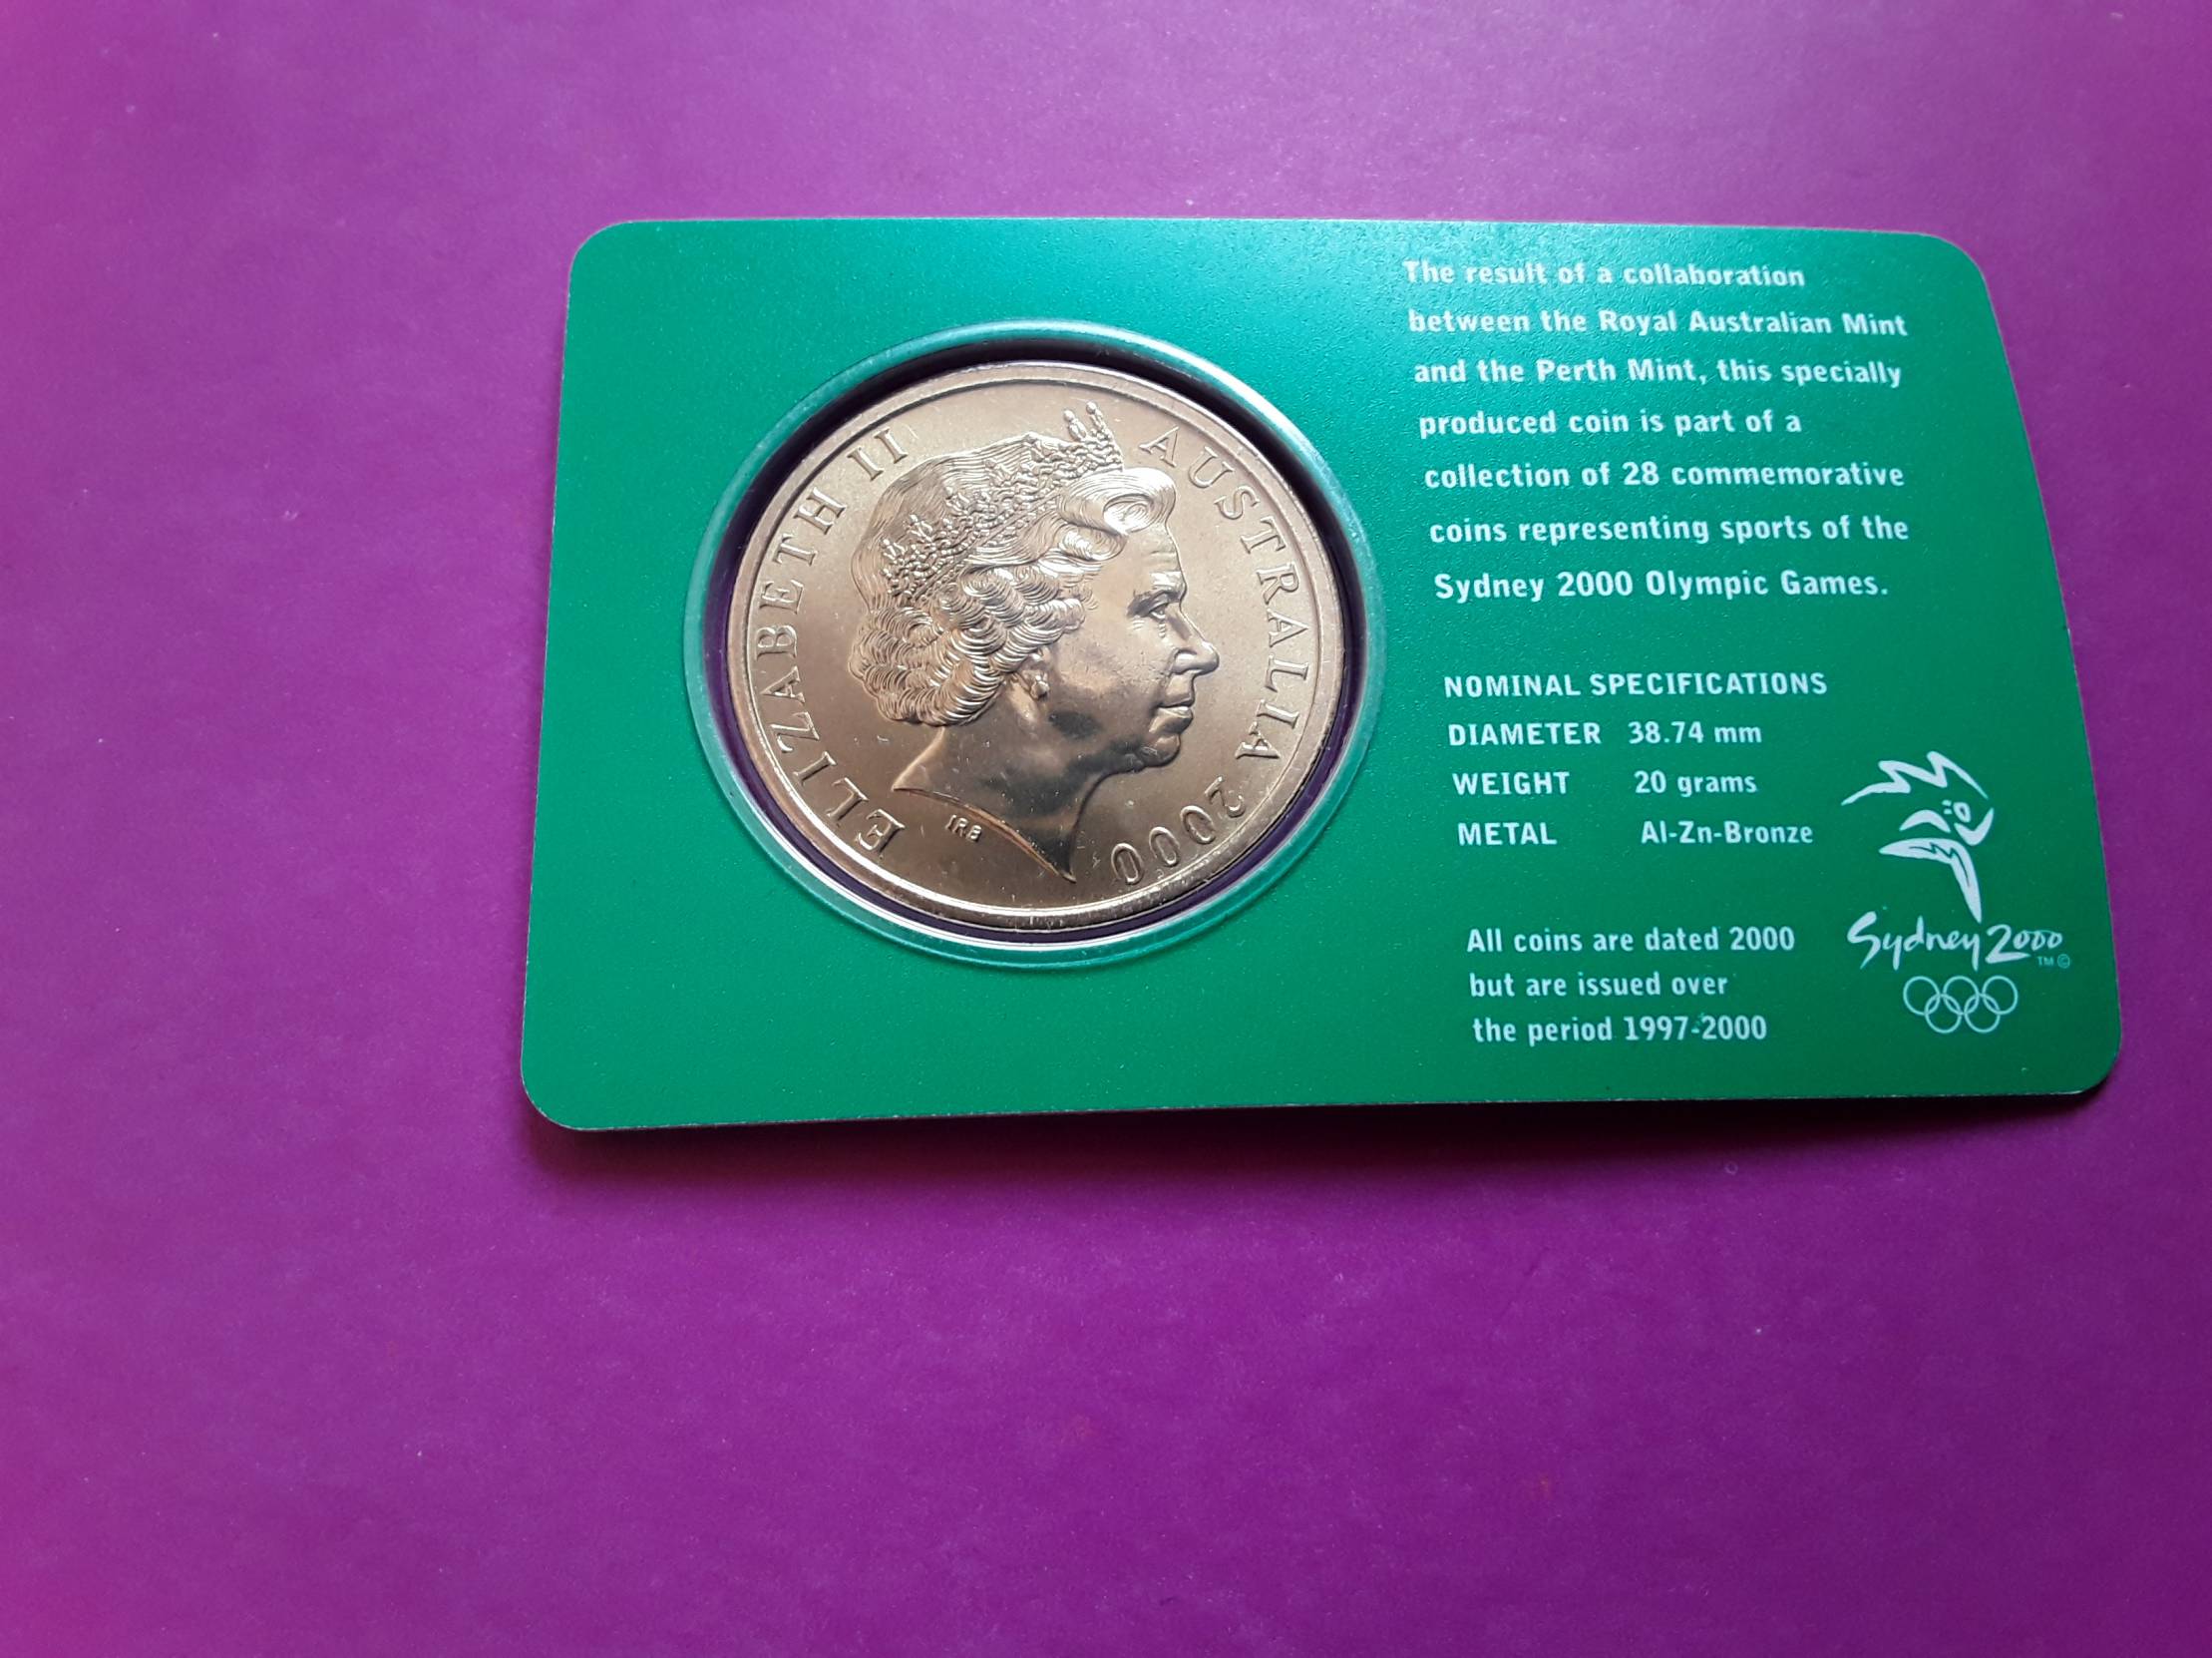 ELIZABETH II
AUSTRALIA 2000
IRB
The result of a collaboration
between the Royal Australian Mint
and the Perth Mint, this specially
produced coin is part of a
collection of 28 commemorative
coins representing sports of the
Sydney 2000 Olympic Games.
NOMINAL SPECIFICATIONS
DIAMETER 38.74 mm
WEIGHT 20 grams
METAL Al-Zn-Bronze
All coins are dated 2000
but are issued over
the period 1997-2000
Sydney 2000
TM ©